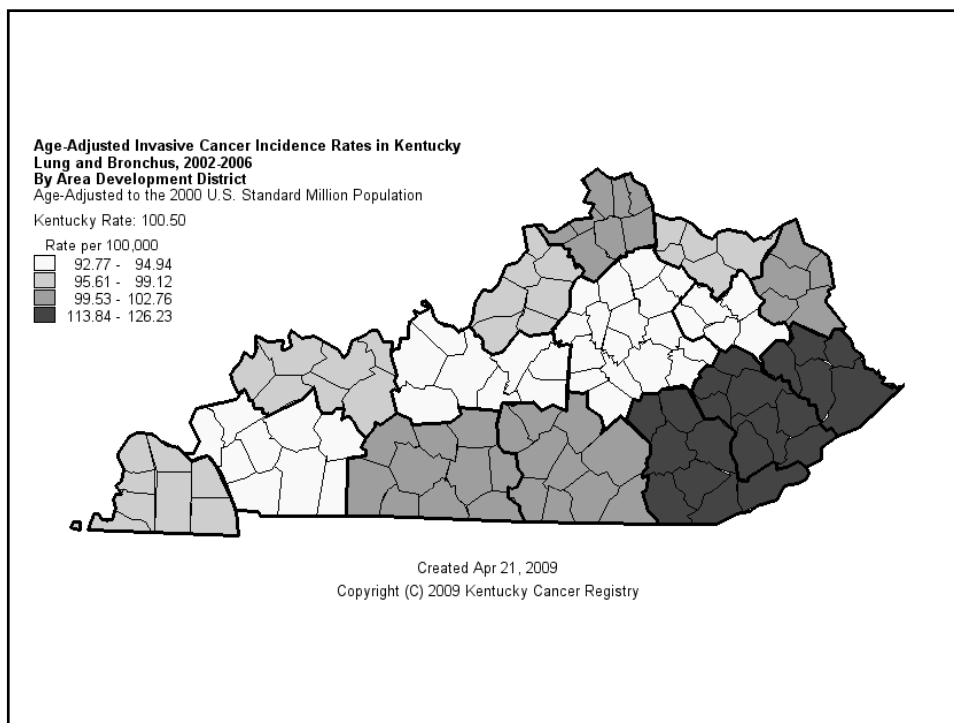 Age-Adjusted Invasive Cancer Incidence Rates in Kentucky
Lung and Bronchus, 2002-2006
By Area Development District
Age-Adjusted to the 2000 U.S. Standard Million Population
Kentucky Rate: 100.50
Rate per 100,000
92.77 - 94.94
95.61 - 99.12
99.53 - 102.76
113.84 - 126.23
Created Apr 21, 2009
Copyright (C) 2009 Kentucky Cancer Registry